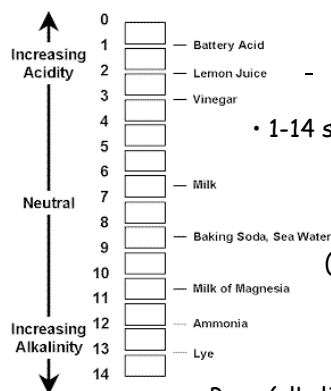 0
1
Battery Acid
Increasing
Acidity
2
Lemon Juice
-
3
Vinegar
4
• 1-14 s
5
6
Milk
7
Neutral
8
Baking Soda, Sea Water
9
(
10
11
Milk of Magnesia
12
Ammonia
Increasing
Alkalinity
13
Lye
14